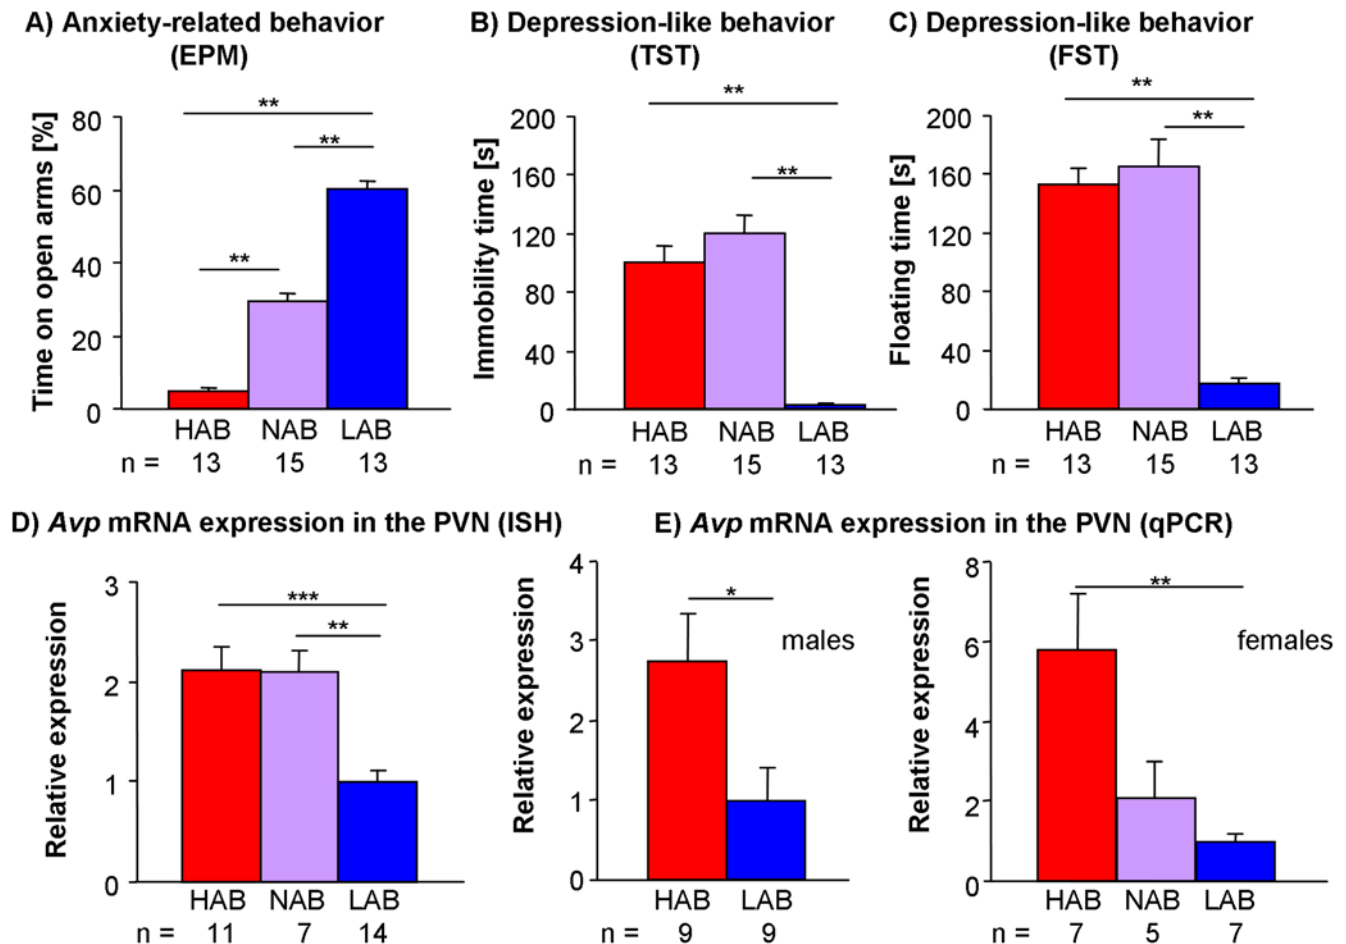 A) Anxiety-related behavior
(EPM)
Time on open arms [%]
80
60
40
20
0
**
**
**
HAB NAB LAB
n = 13 15 13
B) Depression-like behavior
(TST)
Immobility time [s]
200
160
120
80
40
0
**
**
HAB NAB LAB
n = 13 15 13
C) Depression-like behavior
(FST)
Floating time [s]
200
160
120
80
40
0
**
**
HAB NAB LAB
n = 13 15 13
D) Avp mRNA expression in the PVN (ISH)
Relative expression
3
2
1
0
***
**
HAB NAB LAB
n = 11 7 14
E) Avp mRNA expression in the PVN (qPCR)
Relative expression
4
3
2
1
0
*
males
HAB LAB
n = 9 9
Relative expression
8
6
4
2
0
**
females
HAB NAB LAB
n = 7 5 7